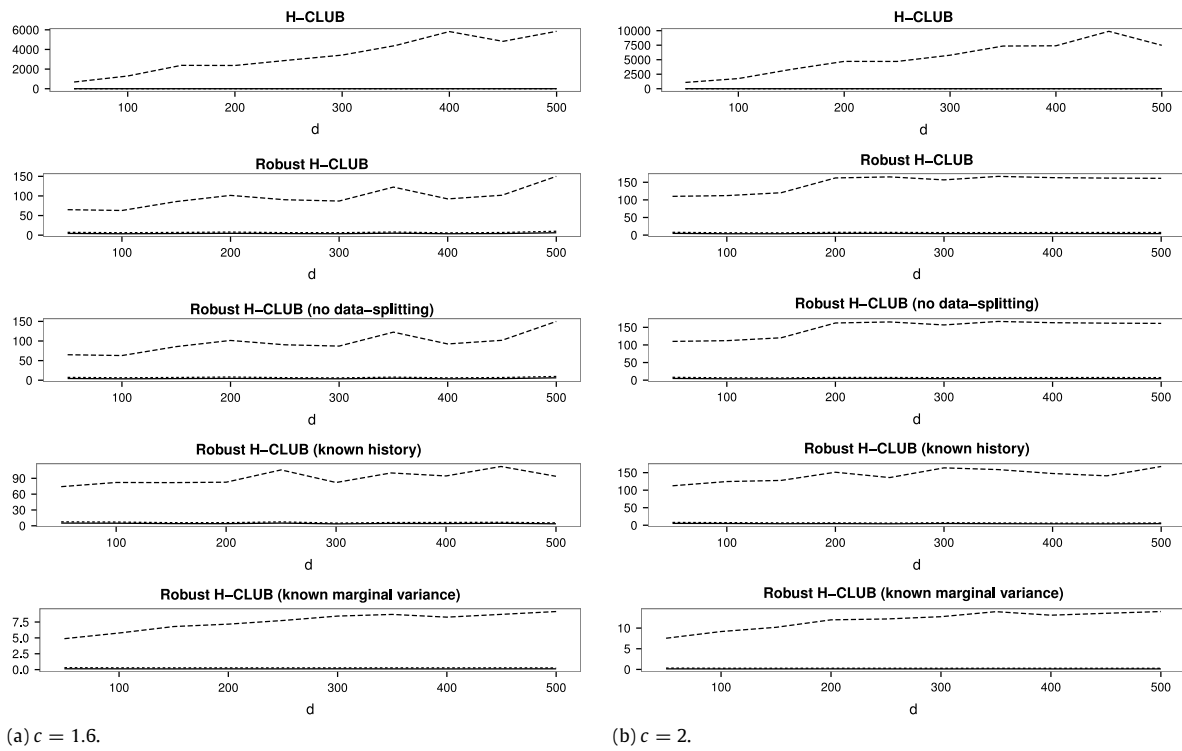 H−CLUB
6000
4000
2000
0
100 200 300 400 500
d
Robust H−CLUB
150
100
50
0
100 200 300 400 500
d
Robust H−CLUB (no data−splitting)
150
100
50
0
100 200 300 400 500
d
Robust H−CLUB (known history)
90
60
30
0
100 200 300 400 500
d
Robust H−CLUB (known marginal variance)
7.5
5.0
2.5
0.0
100 200 300 400 500
d
(a) c = 1.6.
H−CLUB
10000
7500
5000
2500
0
100 200 300 400 500
d
Robust H−CLUB
150
100
50
0
100 200 300 400 500
d
Robust H−CLUB (no data−splitting)
150
100
50
0
100 200 300 400 500
d
Robust H−CLUB (known history)
150
100
50
0
100 200 300 400 500
d
Robust H−CLUB (known marginal variance)
10
5
0
100 200 300 400 500
d
(b) c = 2.